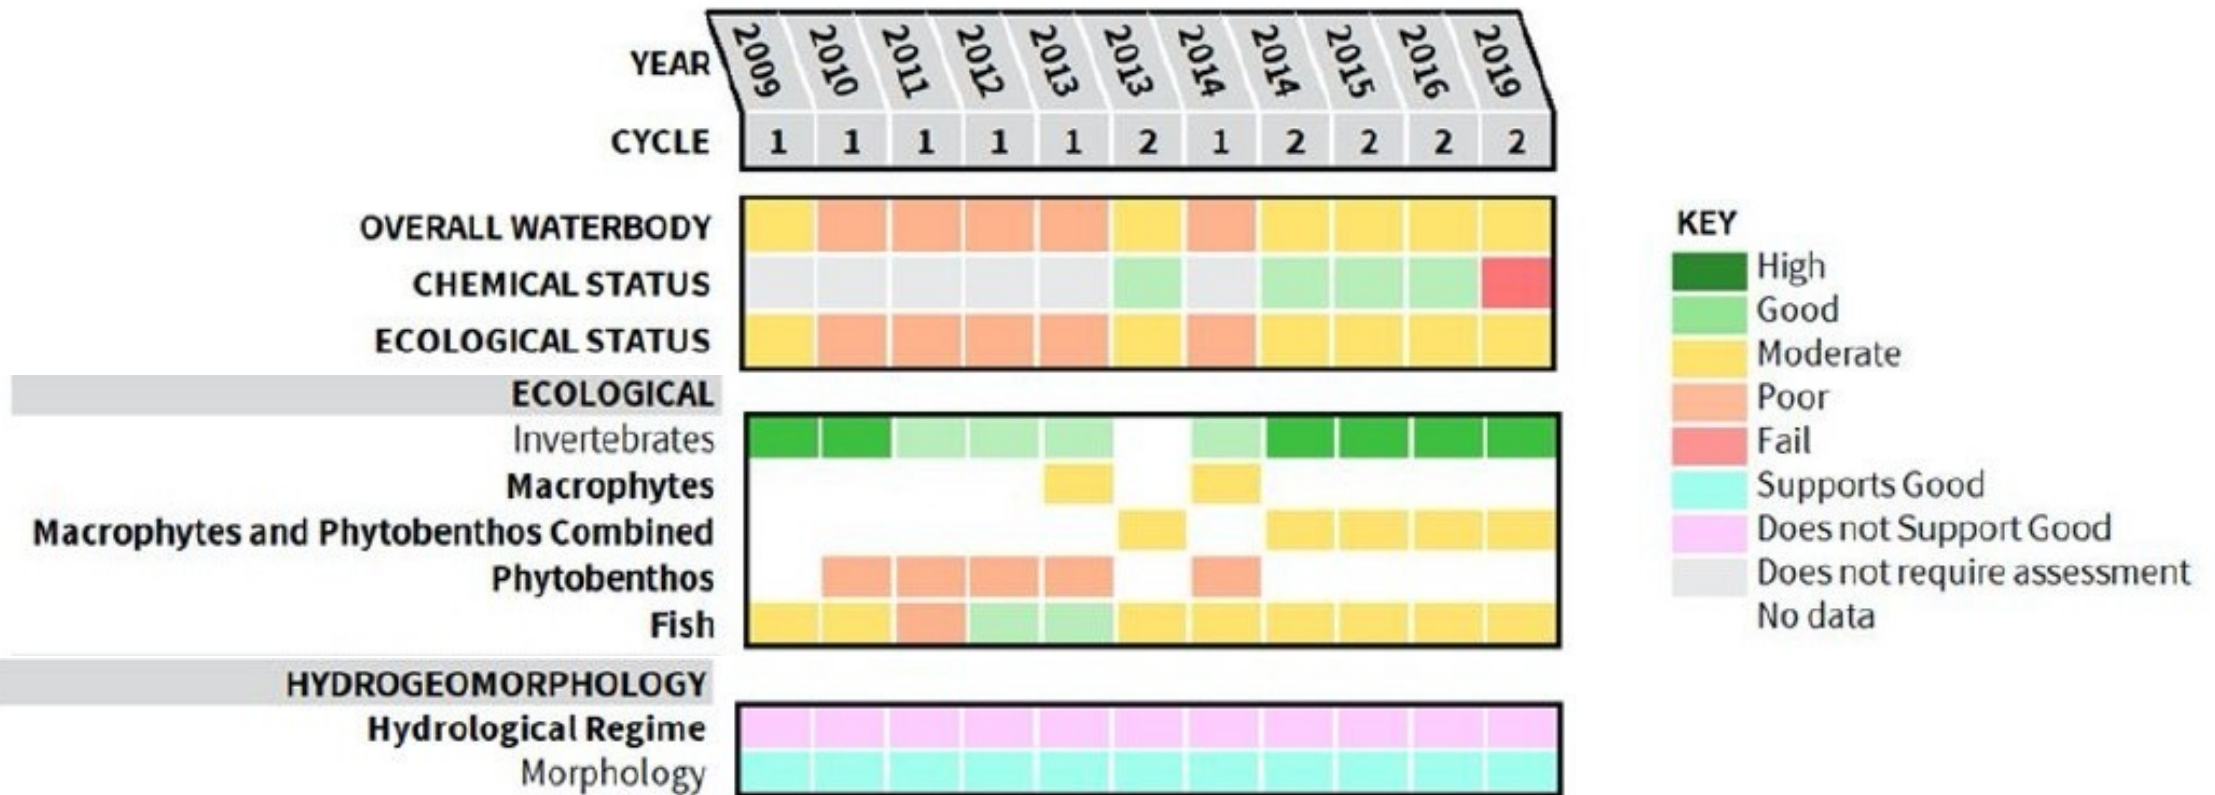 YEAR 2009 2010 2011 2012 2013 2013 2014 2014 2015 2016 2019
CYCLE 1 1 1 1 1 2 1 2 2 2 2
OVERALL WATERBODY
CHEMICAL STATUS
ECOLOGICAL STATUS
ECOLOGICAL
Invertebrates
Macrophytes
Macrophytes and Phytobenthos Combined
Phytobenthos
Fish
HYDROGEOMORPHOLOGY
Hydrological Regime
Morphology
KEY
High
Good
Moderate
Poor
Fail
Supports Good
Does not Support Good
Does not require assessment
No data